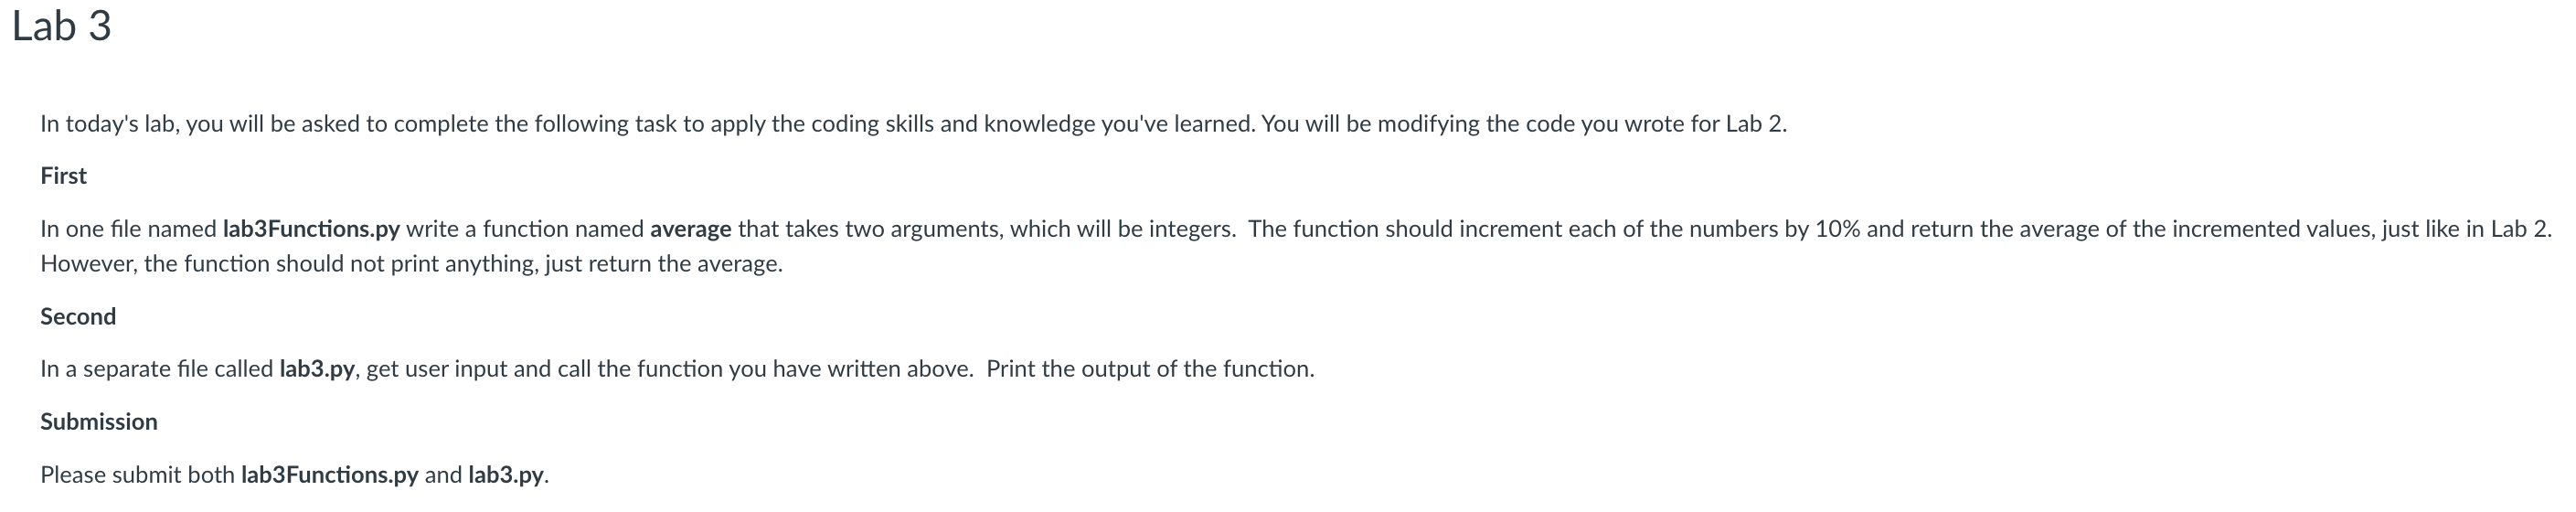 Lab 3
In today's lab, you will be asked to complete the following task to apply the coding skills and knowledge you've learned. You will be modifying the code you wrote for Lab 2.
First
In one file named lab3Functions.py write a function named average that takes two arguments, which will be integers.  The function should increment each of the numbers by 10% and return the average of the incremented values, just like in Lab 2.
However, the function should not print anything, just return the average.
Second
In a separate file called lab3.py, get user input and call the function you have written above.  Print the output of the function.
Submission
Please submit both lab3Functions.py and lab3.py.